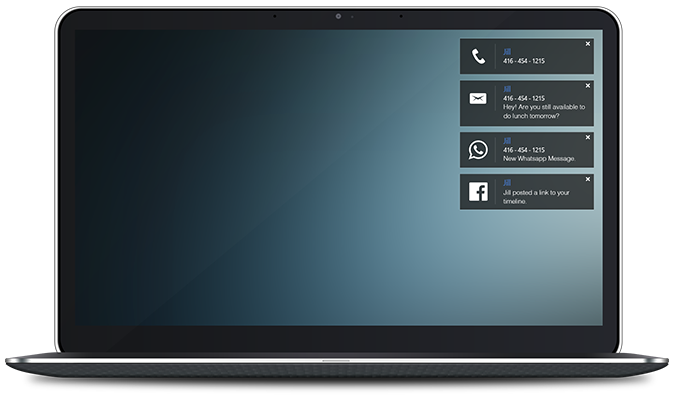 Jill
416 - 454 - 1215
Jill
416 - 454 - 1215
Hey! Are you still available to
do lunch tomorrow?
Jill
416 - 454 - 1215
New Whatsapp Message.
Jill
Jill posted a link to your
timeline.